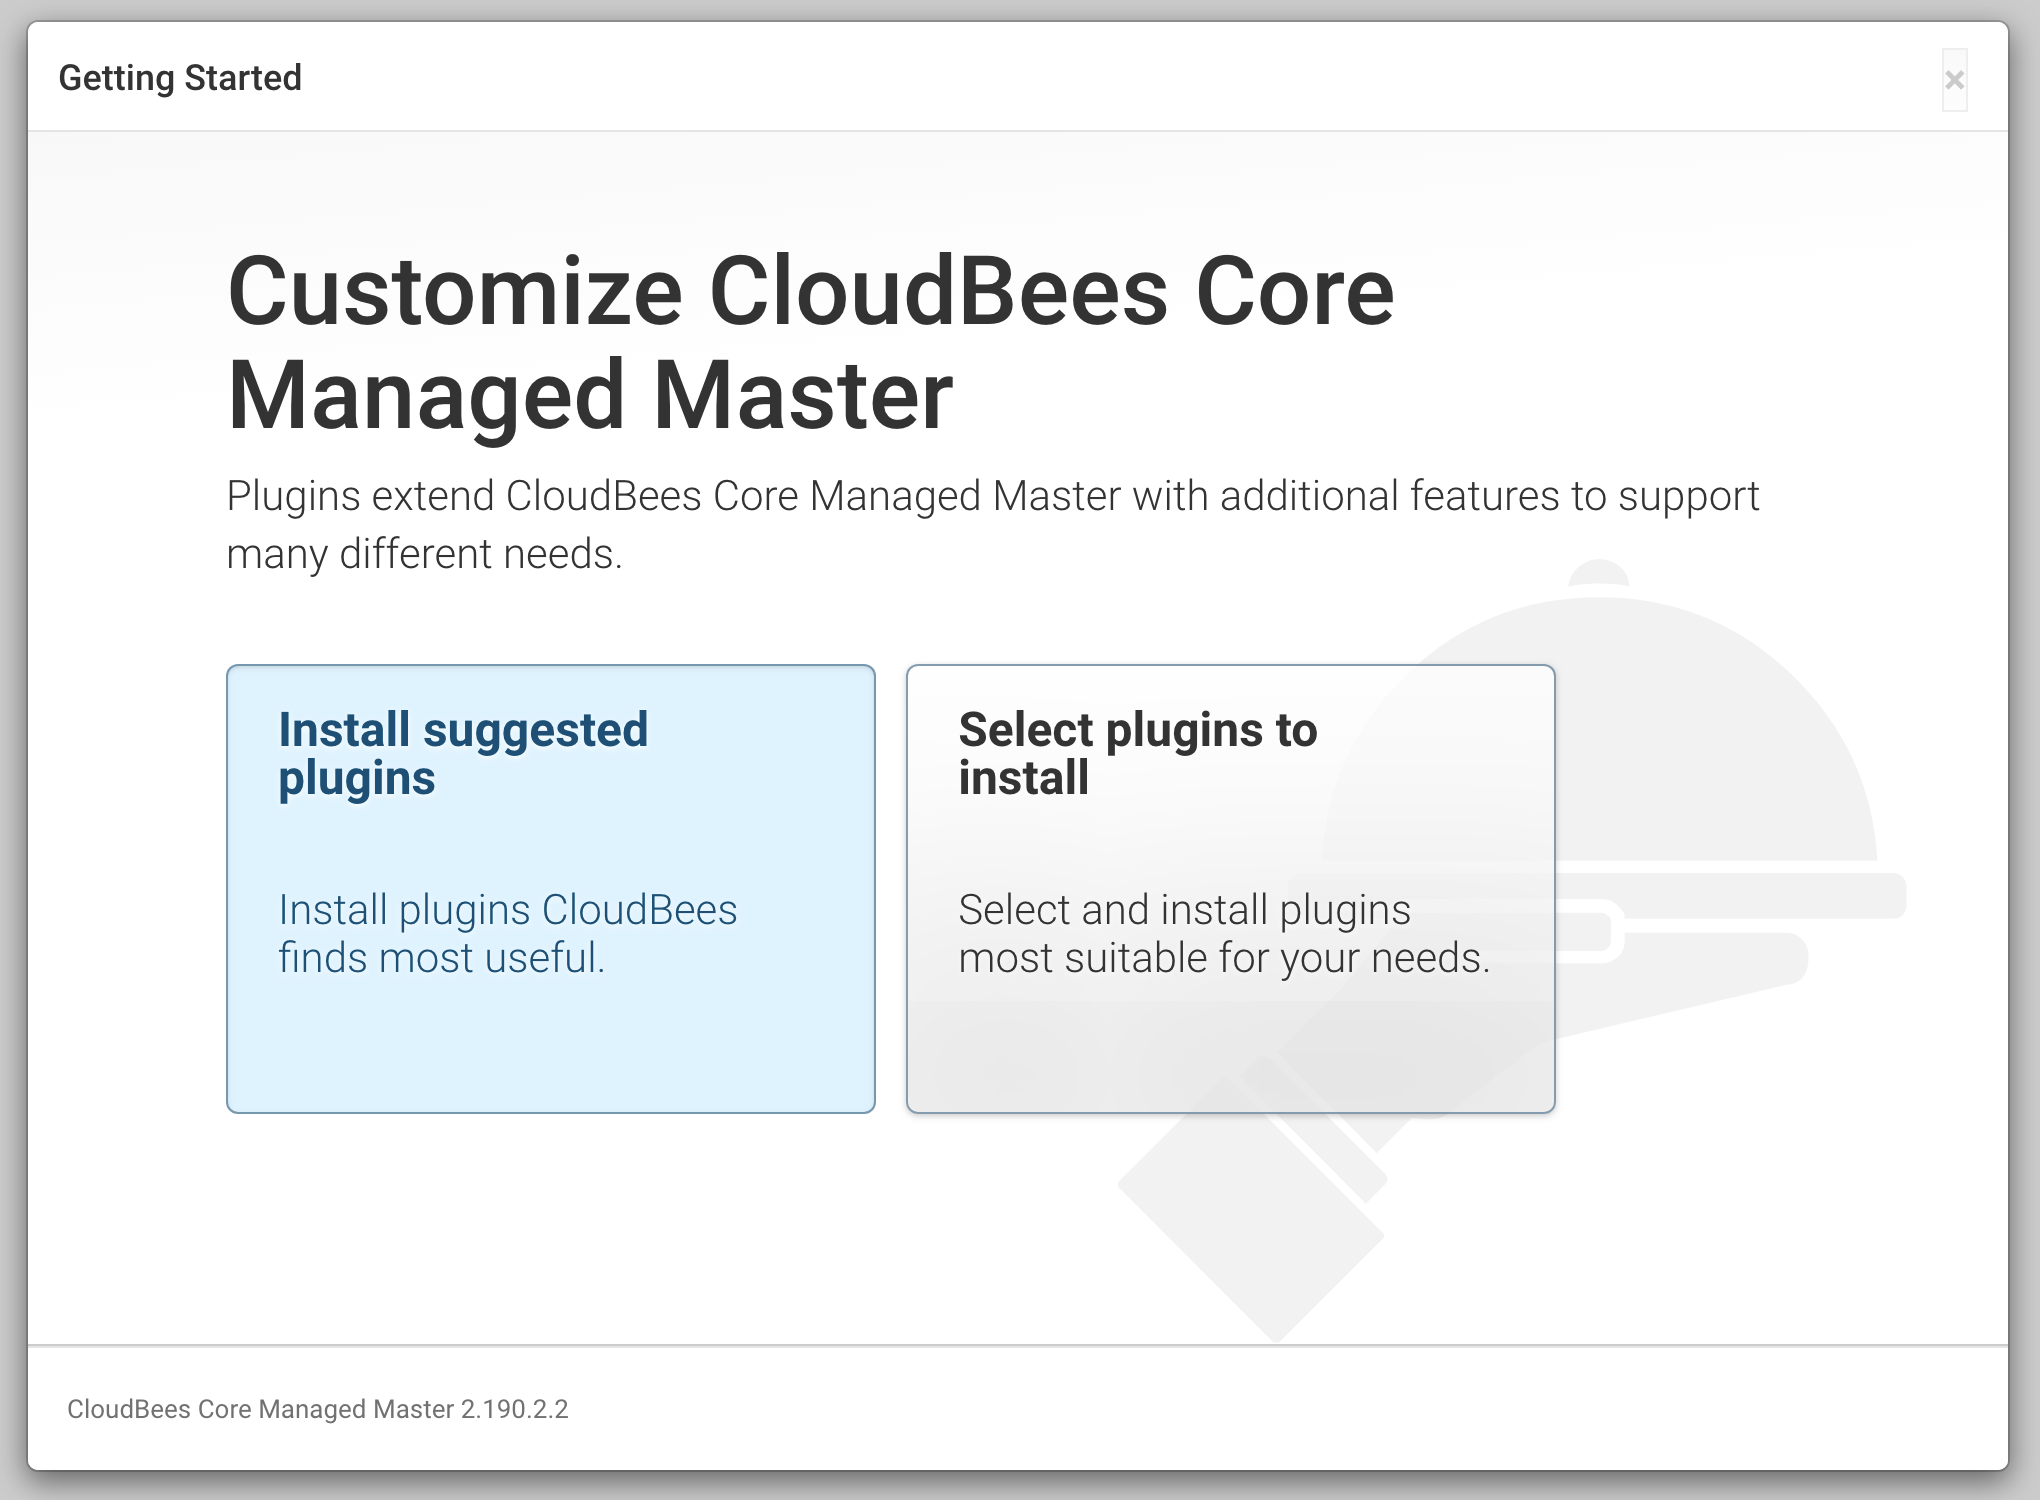 Getting Started
×
Customize CloudBees Core
Managed Master
Plugins extend CloudBees Core Managed Master with additional features to support
many different needs.
Install suggested
plugins
Install plugins CloudBees
finds most useful.
Select plugins to
install
Select and install plugins
most suitable for your needs.
CloudBees Core Managed Master 2.190.2.2